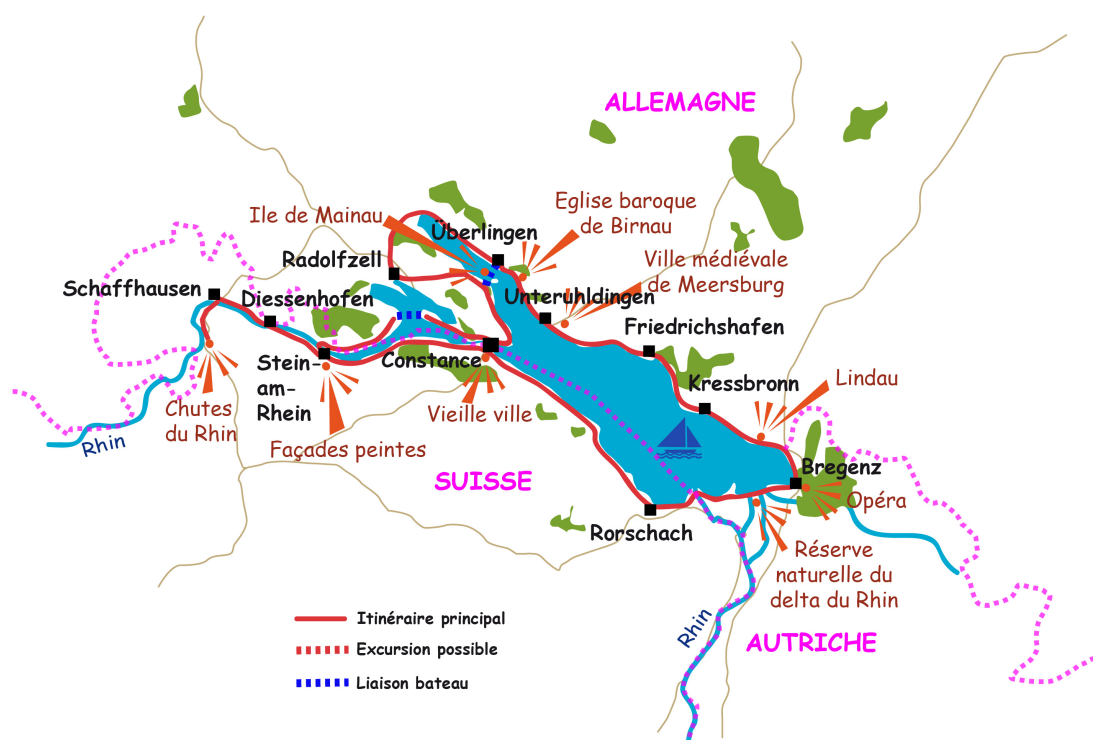 ALLEMAGNE
Eglise baroque
de Birnau
Ile de Mainau
Überlingen
Ville médiévale
de Meersburg
Radolfzell
Schaffhausen
Diessenhofen
Unteruhldingen
Friedrichshafen
Constance
Stein-
am-
Rhein
Kressbronn
Lindau
Chutes
du Rhin
Vieille ville
Rhin
Façades peintes
SUISSE
Bregenz
Opéra
Rorschach
Réserve
naturelle du
delta du Rhin
Rhin
AUTRICHE
Itinéraire principal
Excursion possible
Liaison bateau